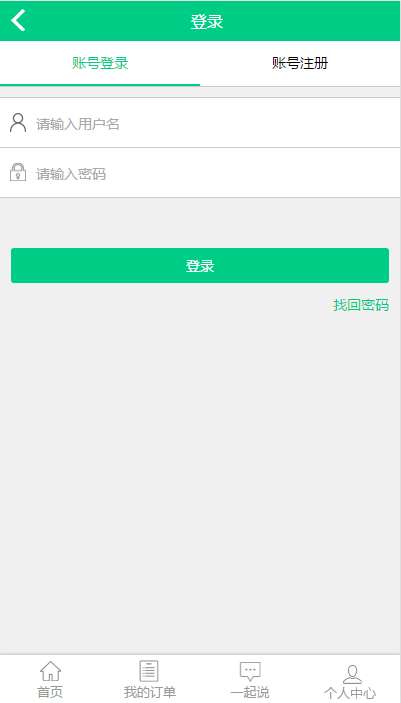 登录
账号登录 账号注册
请输入用户名
请输入密码
登录
找回密码
首页 我的订单 一起说 个人中心